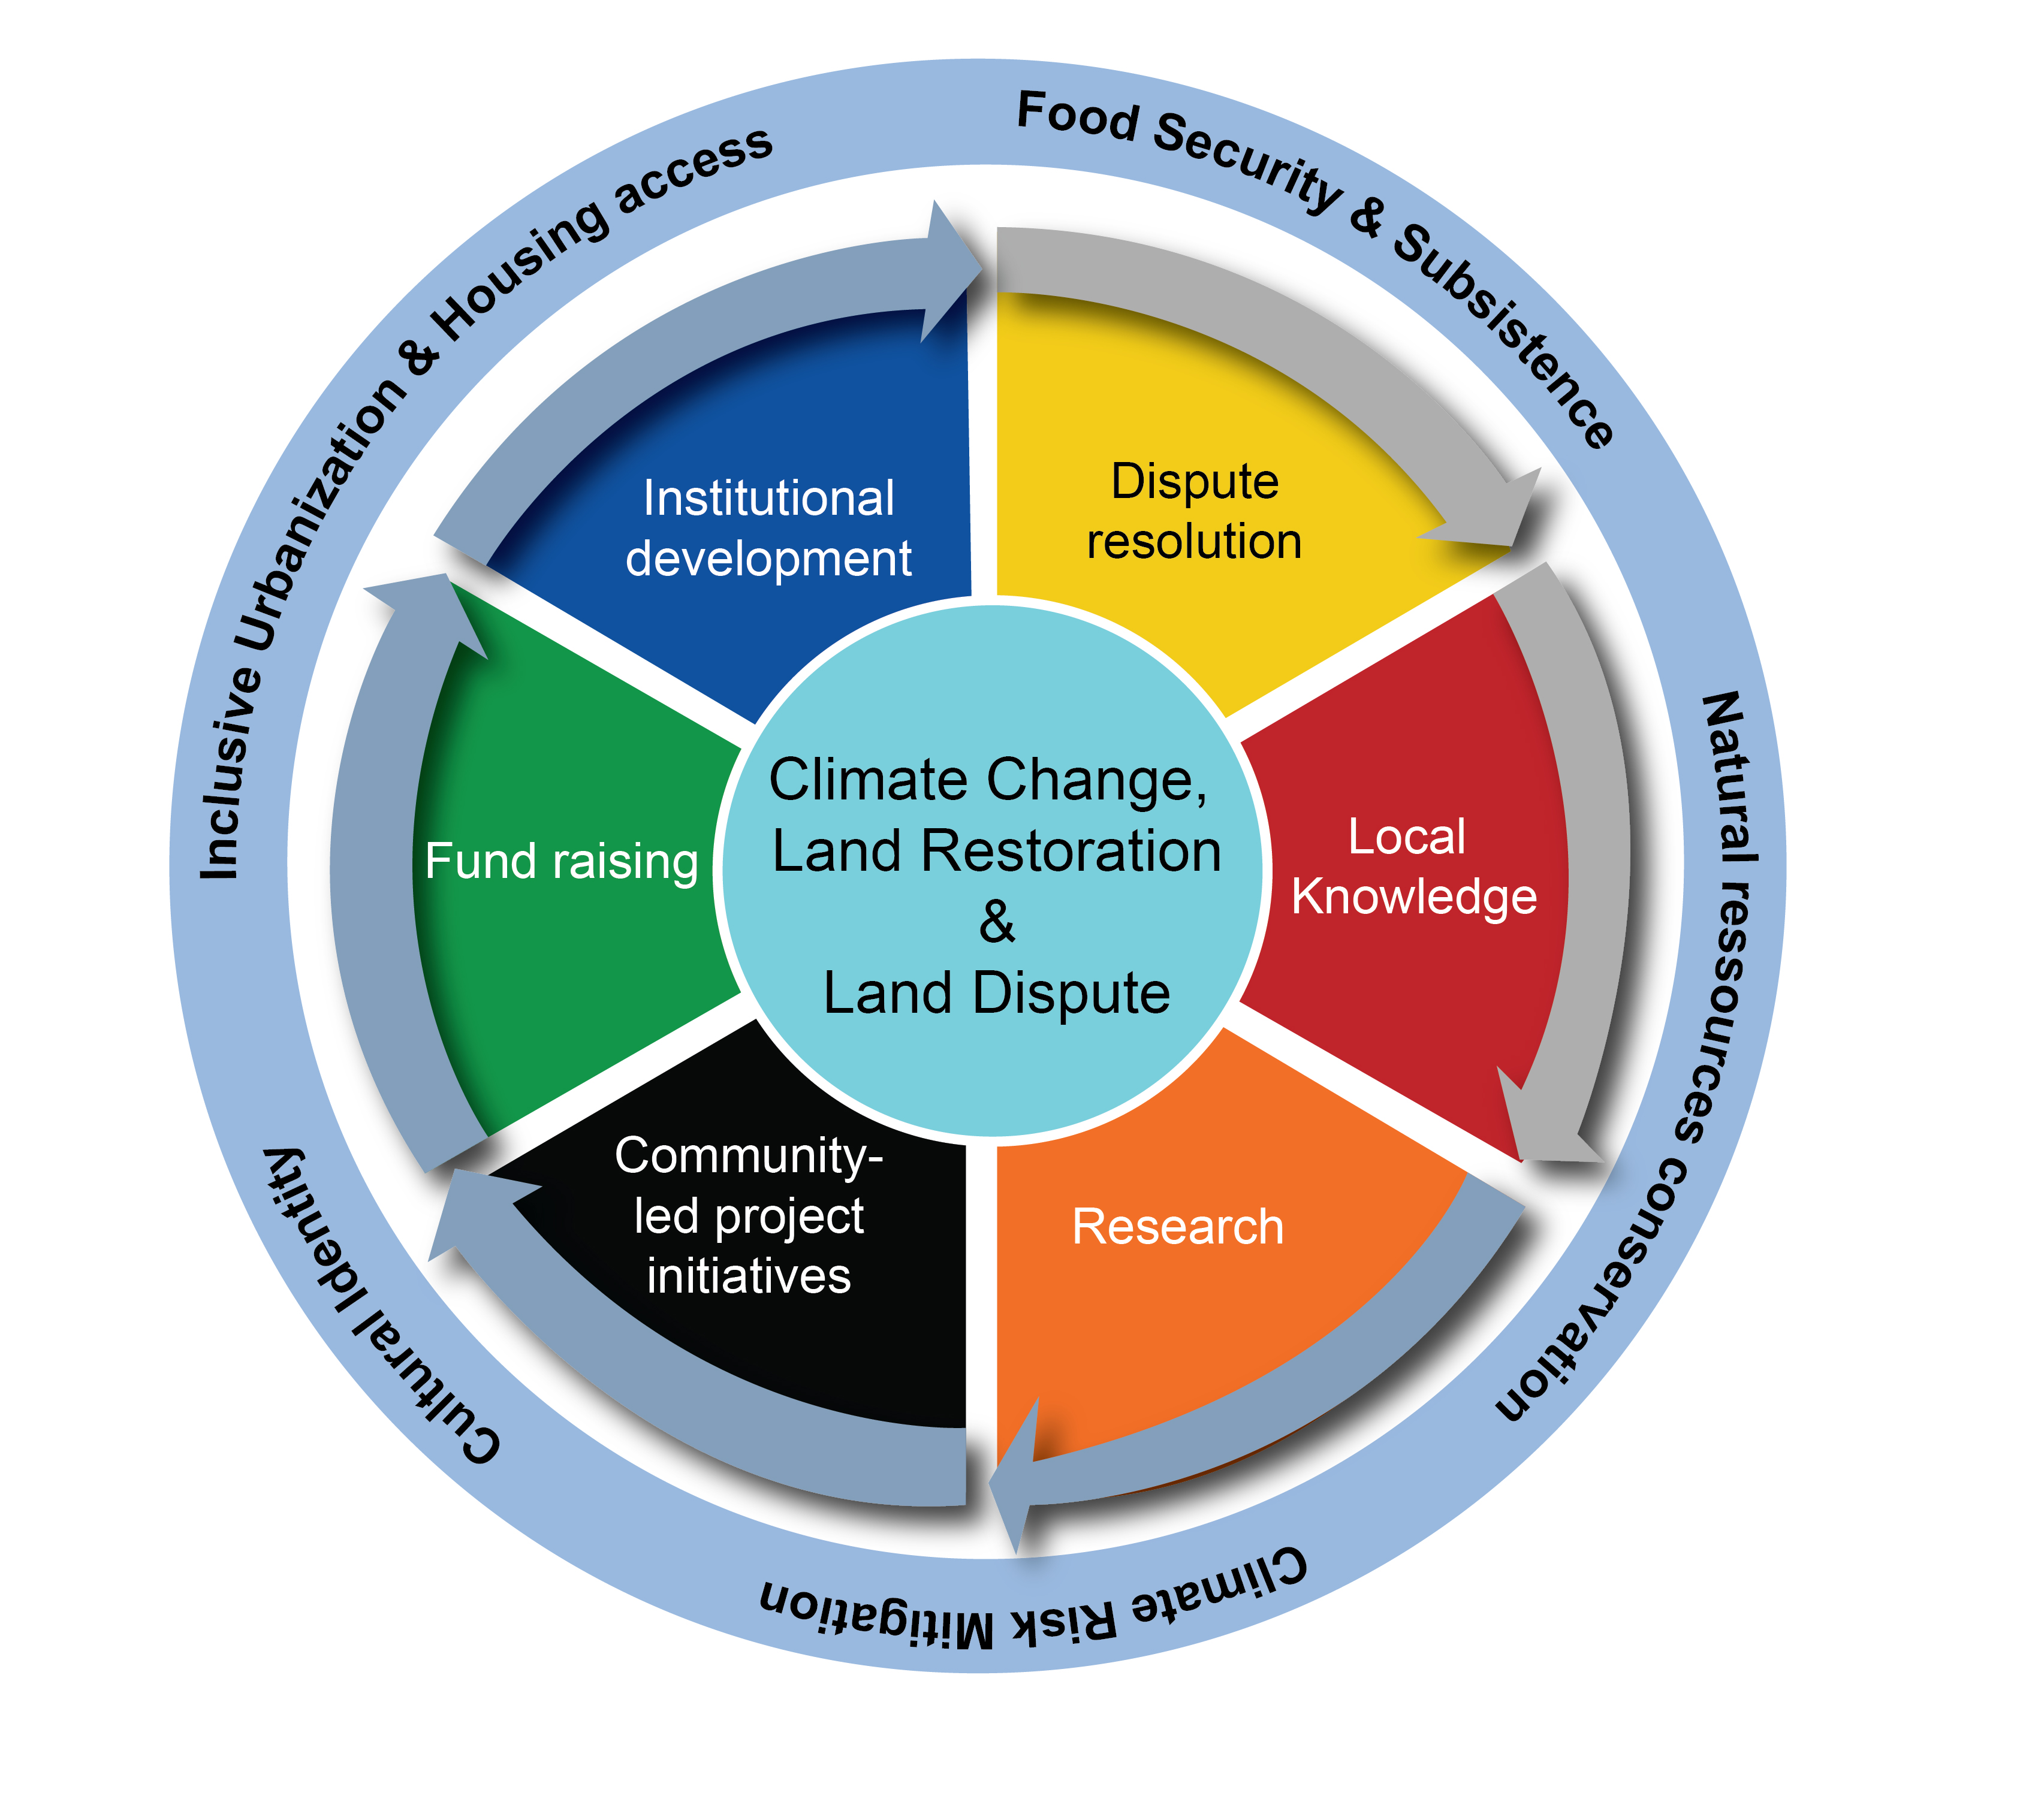 Inclusive Urbanization & Housing access
Food Security & Subsistence
Natural ressources conservation
Climate Risk Mitigation
Cultural Identity
Institutional
development
Dispute
resolution
Local
Knowledge
Research
Community-
led project
initiatives
Fund raising
Climate Change,
Land Restoration
&
Land Dispute